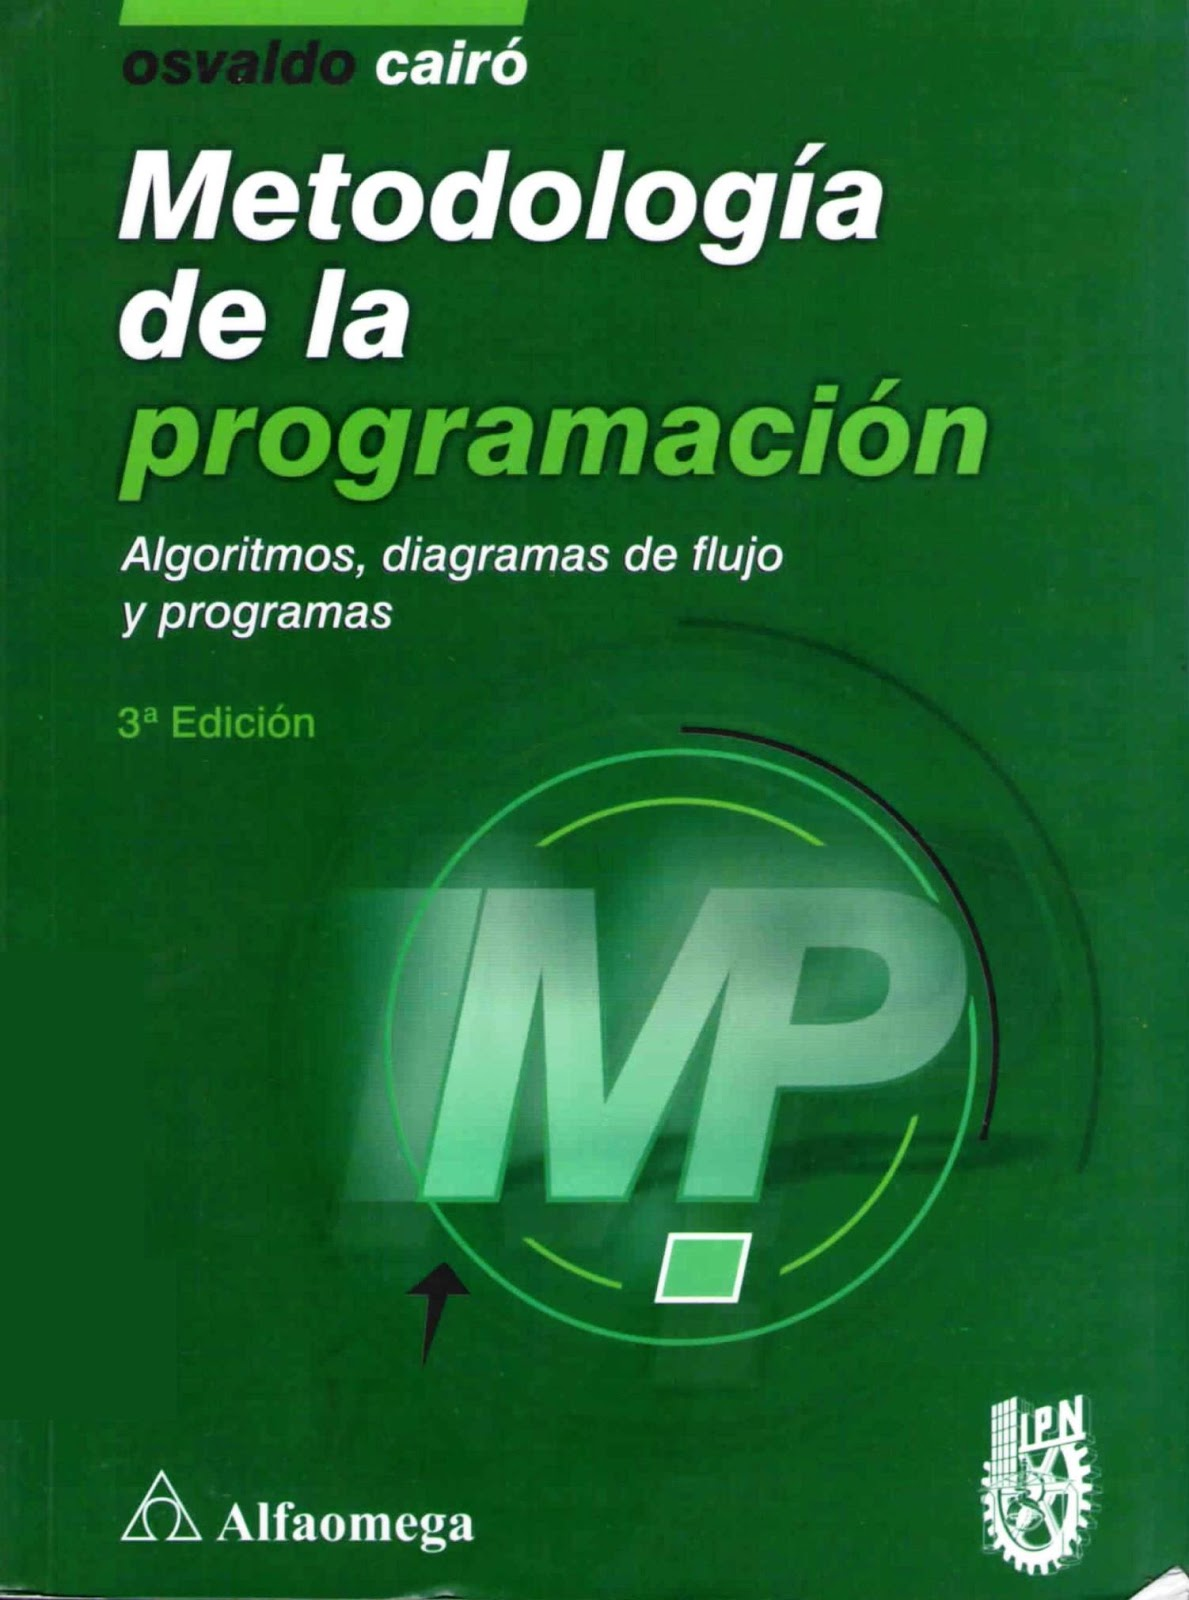 osvaldo cairó
Metodología
de la
programación
Algoritmos, diagramas de flujo
y programas
3ª Edición
MP
Alfaomega
IPN